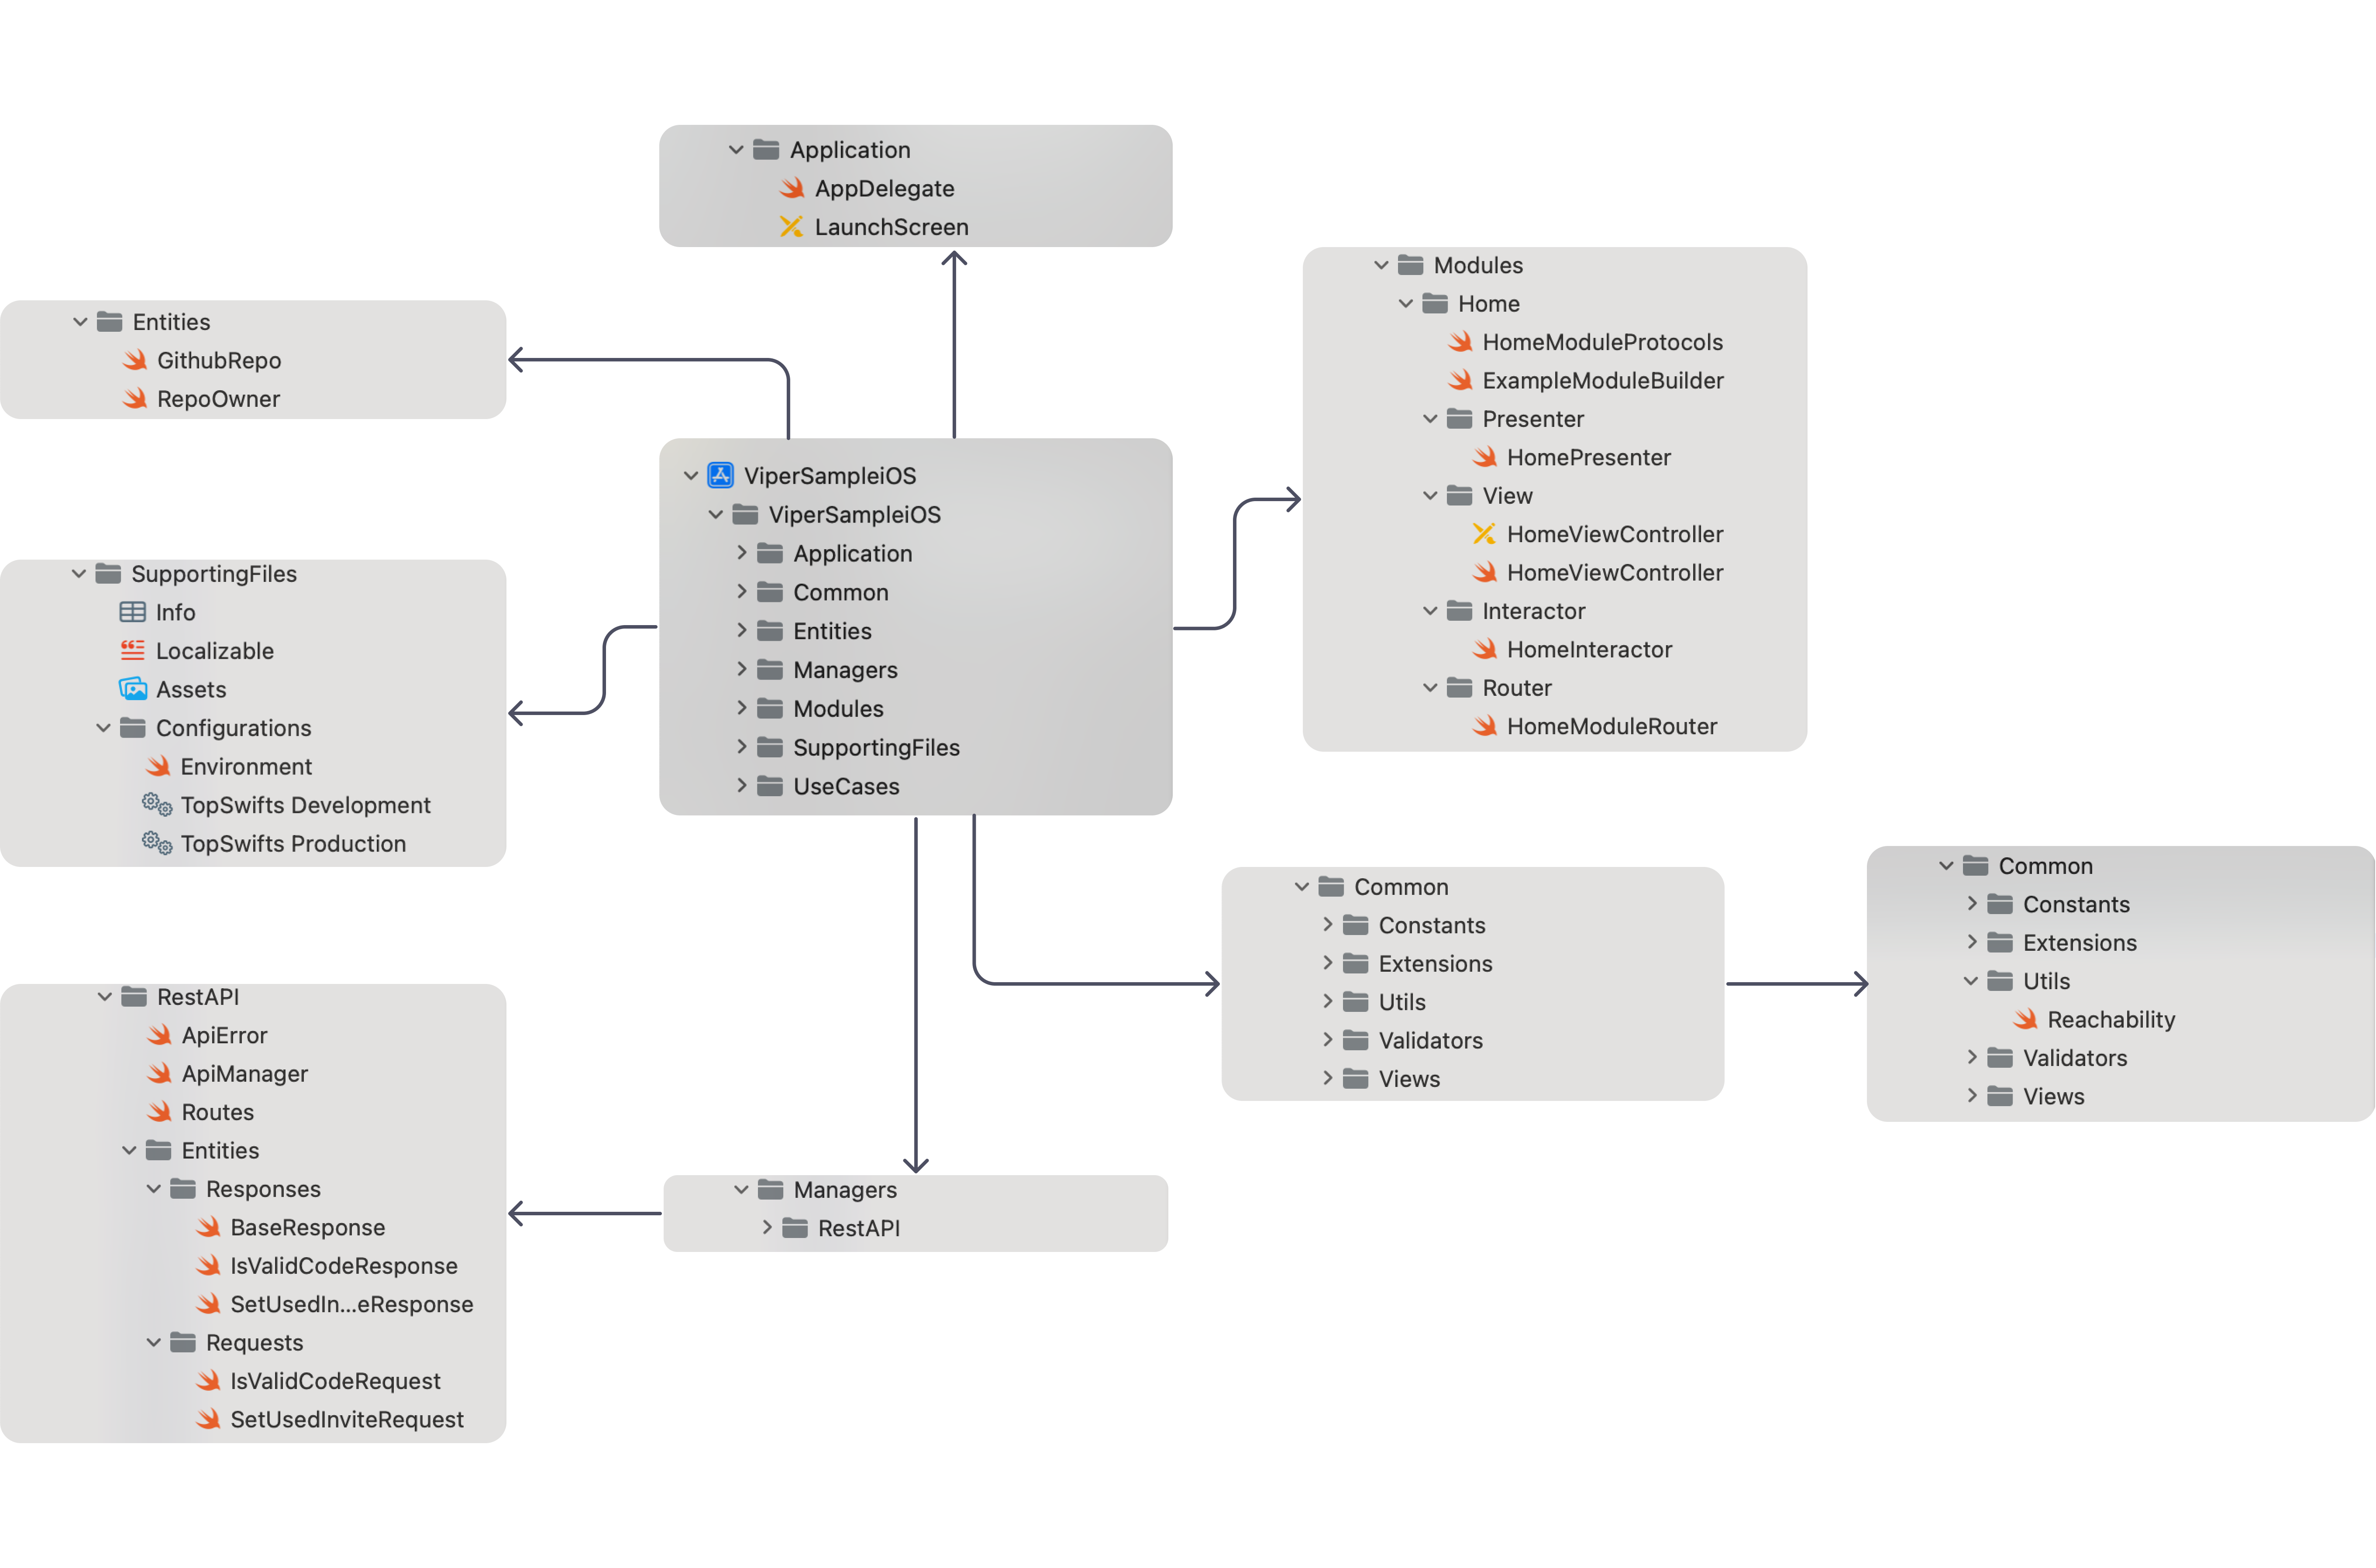 Application
AppDelegate
LaunchScreen
Entities
GithubRepo
RepoOwner
Modules
Home
HomeModuleProtocols
ExampleModuleBuilder
Presenter
HomePresenter
View
HomeViewController
HomeViewController
Interactor
HomeInteractor
Router
HomeModuleRouter
ViperSampleiOS
ViperSampleiOS
Application
Common
Entities
Managers
Modules
SupportingFiles
UseCases
SupportingFiles
Info
Localizable
Assets
Configurations
Environment
TopSwifts Development
TopSwifts Production
Common
Constants
Extensions
Utils
Validators
Views
Common
Constants
Extensions
Utils
Reachability
Validators
Views
RestAPI
ApiError
ApiManager
Routes
Entities
Responses
BaseResponse
IsValidCodeResponse
SetUsedIn...eResponse
Requests
IsValidCodeRequest
SetUsedInviteRequest
Managers
RestAPI